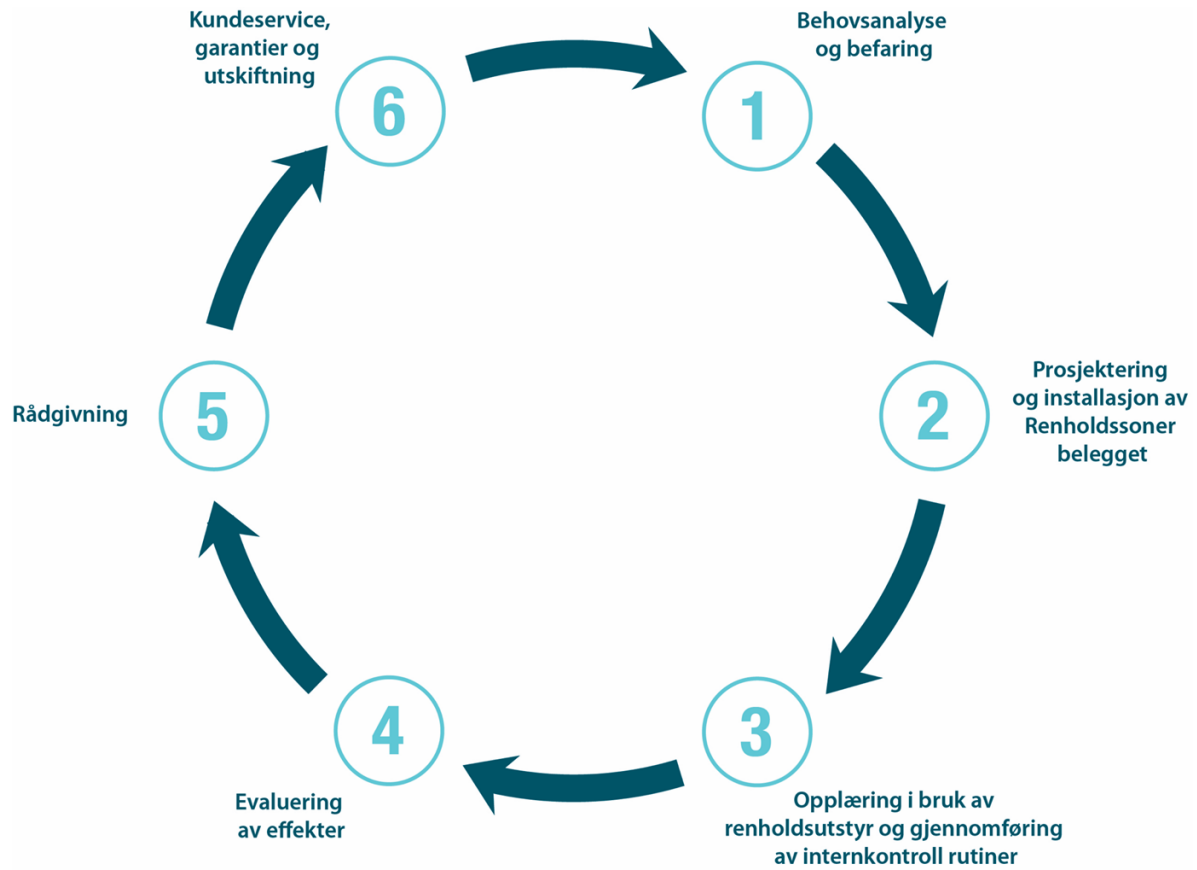 Behovsanalyse
og befaring
1
Prosjektering
og installasjon av
Renholdssoner
belegget
2
3
Opplæring i bruk av
renholdsutstyr og gjennomføring
av internkontroll rutiner
4
Evaluering
av effekter
Rådgivning
5
Kundeservice,
garantier og
utskiftning
6